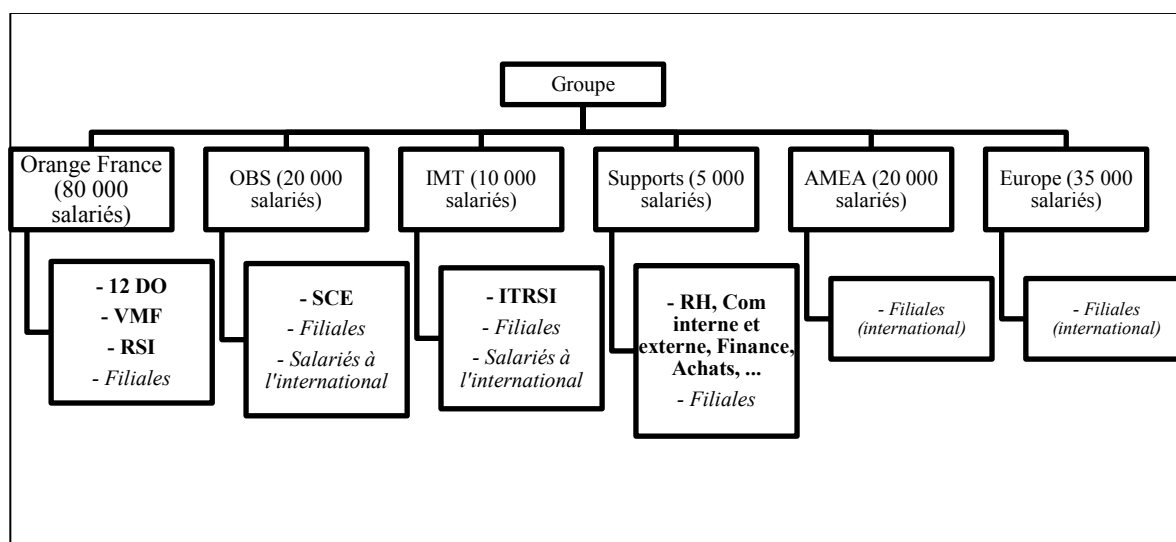 Groupe
Orange France
(80 000
salariés)
OBS (20 000
salariés)
IMT (10 000
salariés)
Supports (5 000
salariés)
AMEA (20 000
salariés)
Europe (35 000
salariés)
- 12 DO
- VMF
- RSI
- Filiales
- SCE
- Filiales
- Salariés à
l'international
- ITRSI
- Filiales
- Salariés à
l'international
- RH, Com
interne et
externe, Finance,
Achats, ...
- Filiales
- Filiales
(international)
- Filiales
(international)